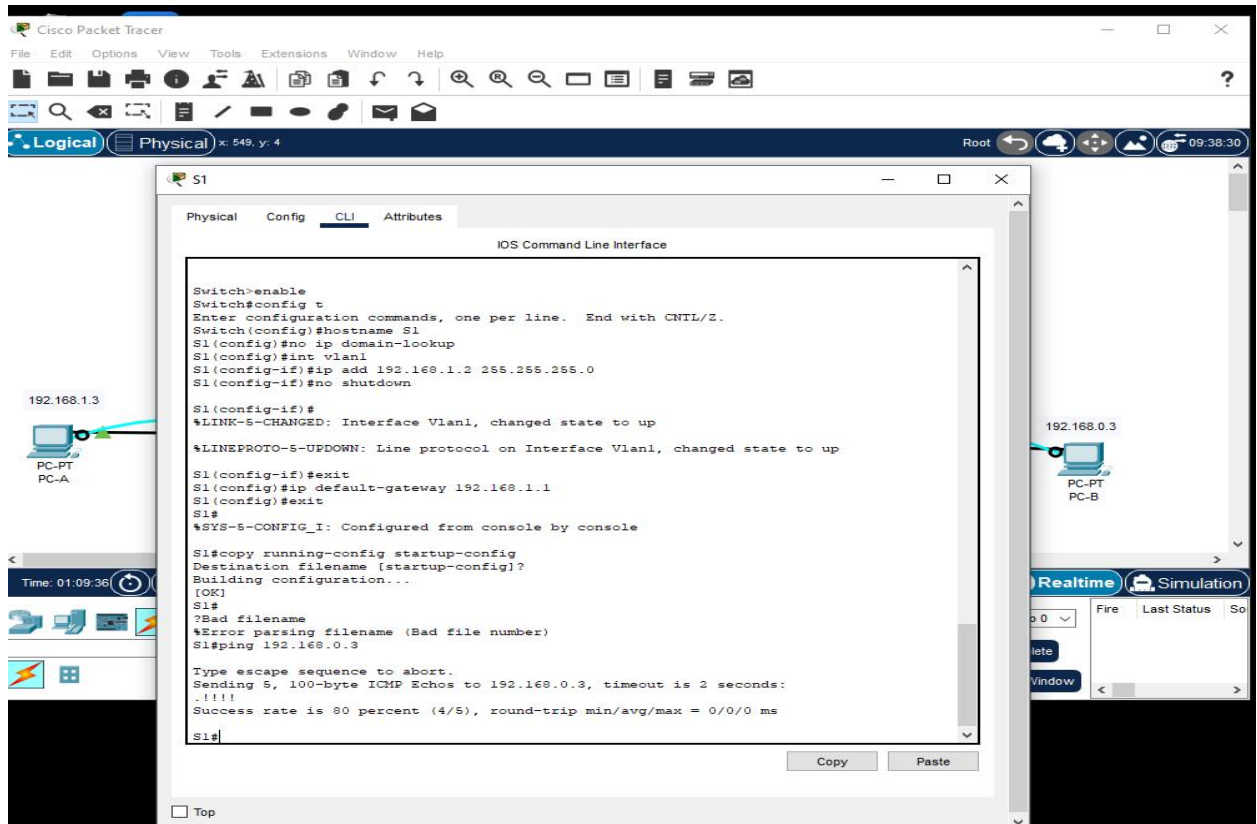 Cisco Packet Tracer
File Edit Options View Tools Extensions Window Help
?
Logical Physical x: 549, y: 4 Root 09:38:30
S1
Physical Config CLI Attributes
IOS Command Line Interface
Switch>enable
Switch#config t
Enter configuration commands, one per line. End with CNTL/Z.
Switch(config)#hostname S1
S1(config)#no ip domain-lookup
S1(config)#int vlan1
S1(config-if)#ip add 192.168.1.2 255.255.255.0
S1(config-if)#no shutdown
S1(config-if)#
%LINK-5-CHANGED: Interface Vlan1, changed state to up
%LINEPROTO-5-UPDOWN: Line protocol on Interface Vlan1, changed state to up
S1(config-if)#exit
S1(config)#ip default-gateway 192.168.1.1
S1(config)#exit
S1#
%SYS-5-CONFIG_I: Configured from console by console
S1#copy running-config startup-config
Destination filename [startup-config]?
Building configuration...
[OK]
S1#
?Bad filename
%Error parsing filename (Bad file number)
S1#ping 192.168.0.3
Type escape sequence to abort.
Sending 5, 100-byte ICMP Echos to 192.168.0.3, timeout is 2 seconds:
.!!!!
Success rate is 80 percent (4/5), round-trip min/avg/max = 0/0/0 ms
S1#
Copy Paste
Top
192.168.1.3
PC-PT
PC-A
192.168.0.3
PC-PT
PC-B
Time: 01:09:36
Realtime Simulation
Fire Last Status So
o 0
lete
Window